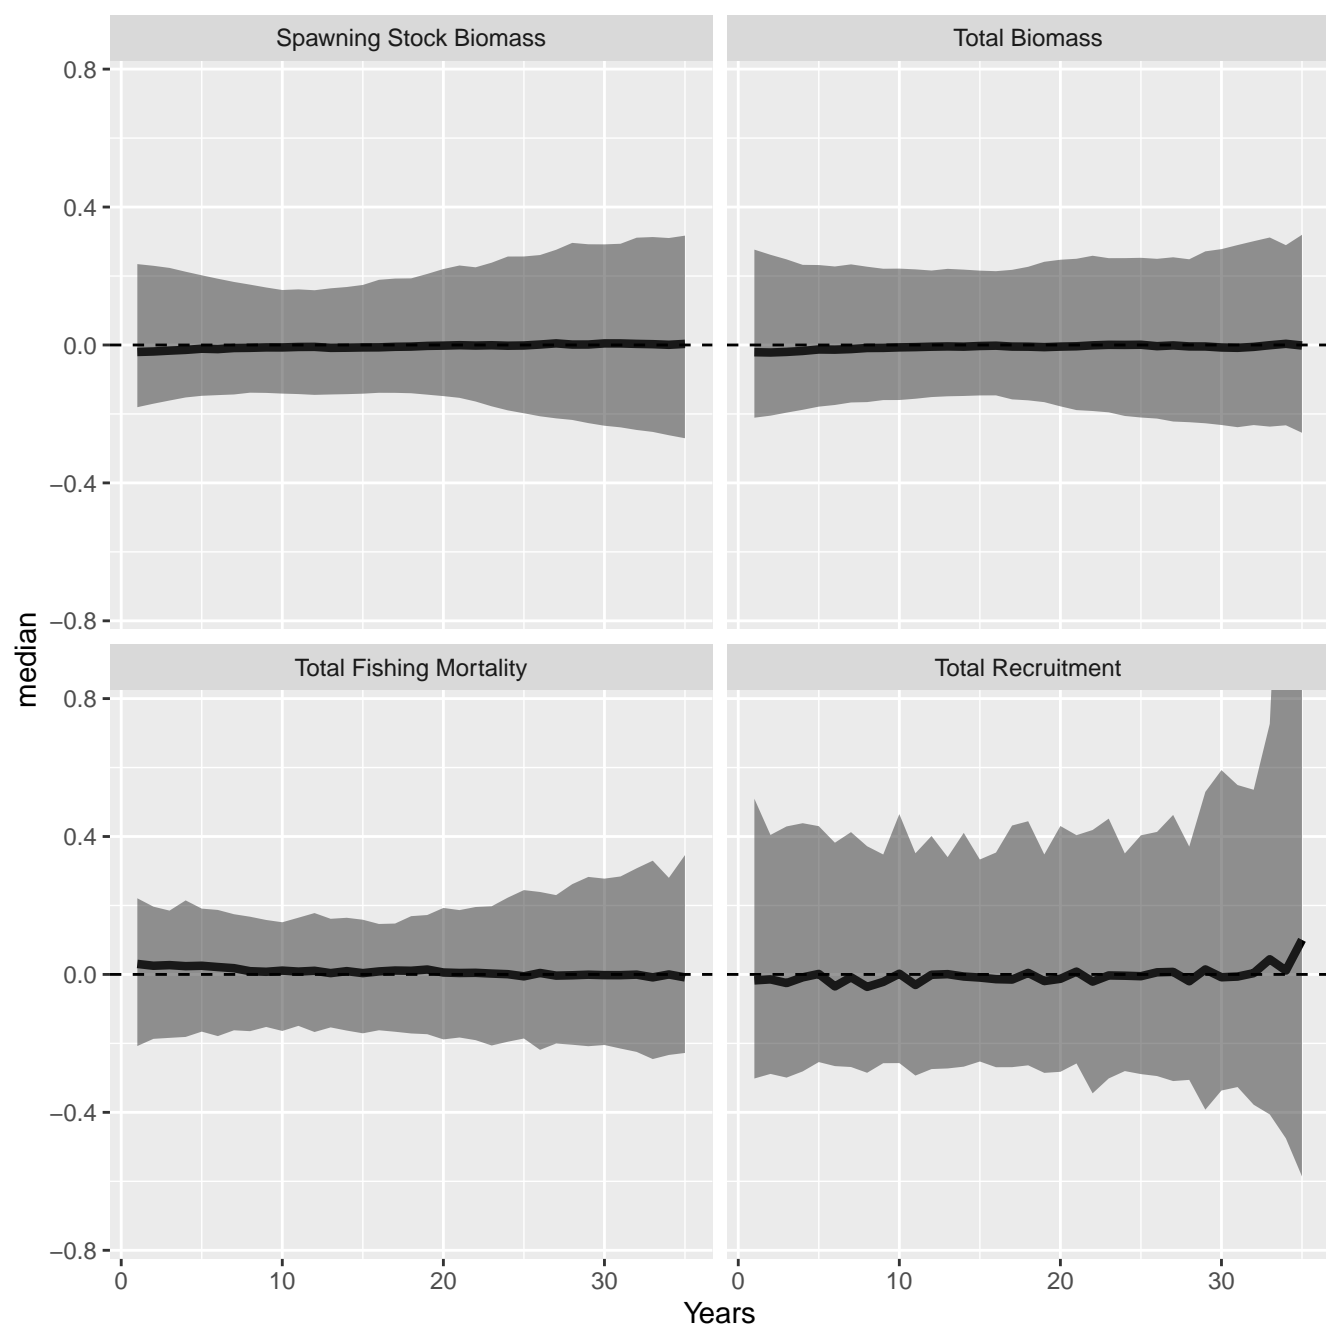 Spawning Stock Biomass
Total Biomass
0.8
0.4
0.0
−0.4
−0.8
median
Total Fishing Mortality
Total Recruitment
0.8
0.4
0.0
−0.4
−0.8
0 10 20 30
0 10 20 30
Years